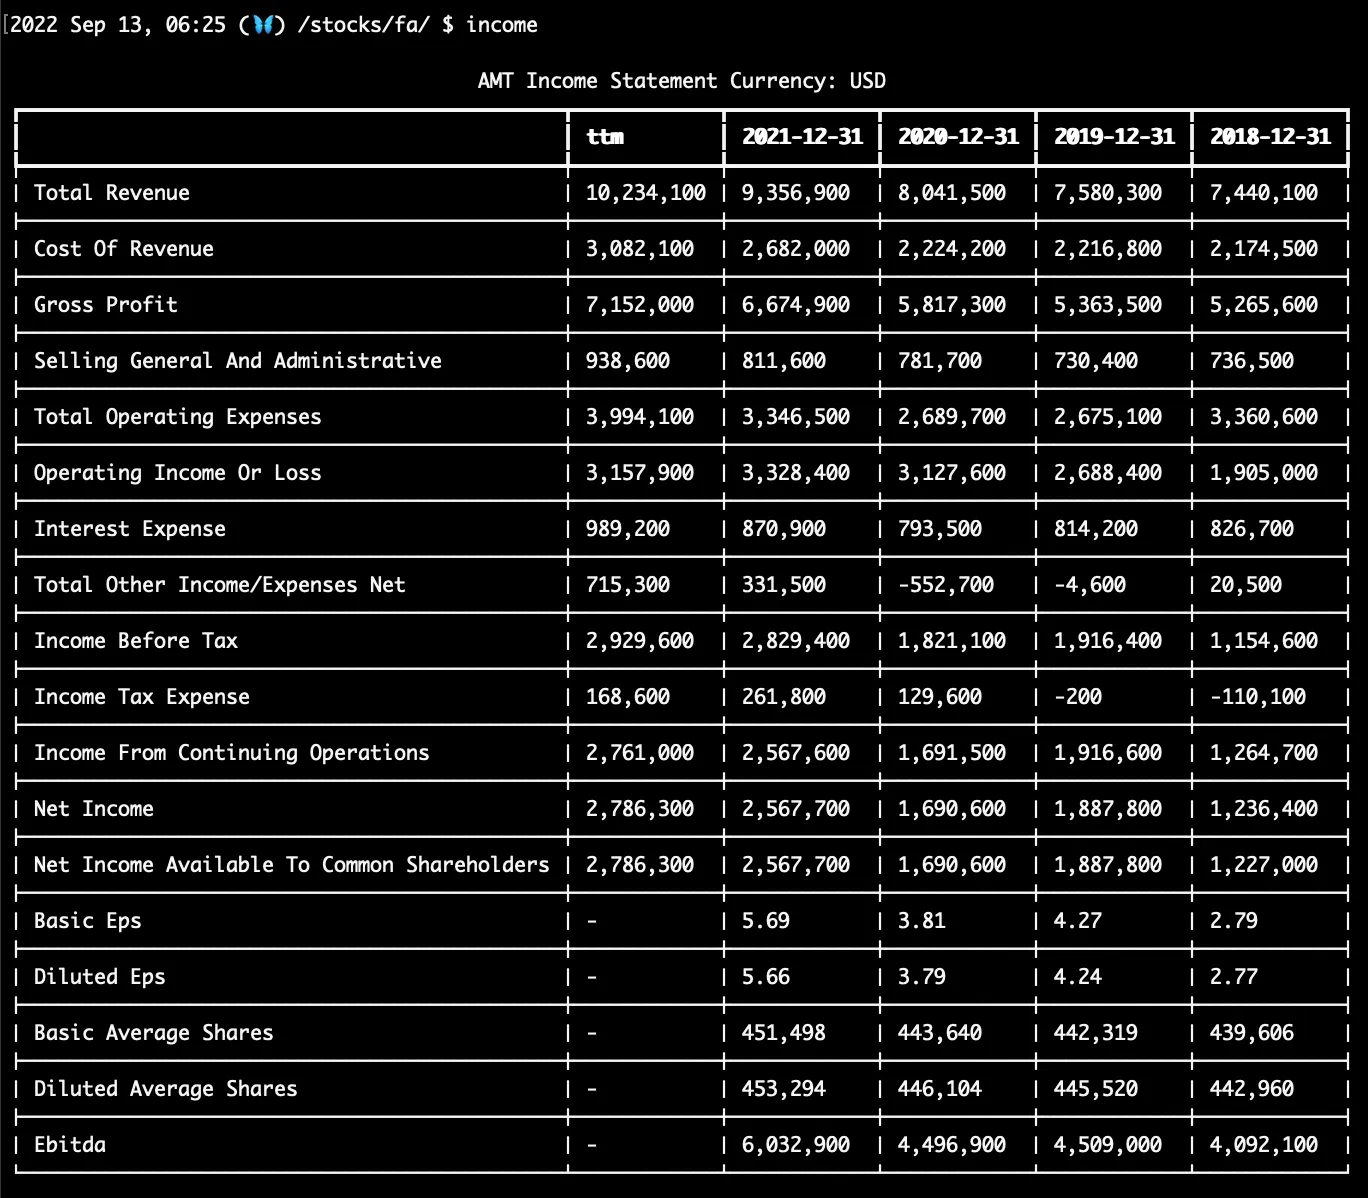 [2022 Sep 13, 06:25 (🦋) /stocks/fa/ $ income
AMT Income Statement Currency: USD
ttm 2021-12-31 2020-12-31 2019-12-31 2018-12-31
Total Revenue 10,234,100 9,356,900 8,041,500 7,580,300 7,440,100
Cost Of Revenue 3,082,100 2,682,000 2,224,200 2,216,800 2,174,500
Gross Profit 7,152,000 6,674,900 5,817,300 5,363,500 5,265,600
Selling General And Administrative 938,600 811,600 781,700 730,400 736,500
Total Operating Expenses 3,994,100 3,346,500 2,689,700 2,675,100 3,360,600
Operating Income Or Loss 3,157,900 3,328,400 3,127,600 2,688,400 1,905,000
Interest Expense 989,200 870,900 793,500 814,200 826,700
Total Other Income/Expenses Net 715,300 331,500 -552,700 -4,600 20,500
Income Before Tax 2,929,600 2,829,400 1,821,100 1,916,400 1,154,600
Income Tax Expense 168,600 261,800 129,600 -200 -110,100
Income From Continuing Operations 2,761,000 2,567,600 1,691,500 1,916,600 1,264,700
Net Income 2,786,300 2,567,700 1,690,600 1,887,800 1,236,400
Net Income Available To Common Shareholders 2,786,300 2,567,700 1,690,600 1,887,800 1,227,000
Basic Eps - 5.69 3.81 4.27 2.79
Diluted Eps - 5.66 3.79 4.24 2.77
Basic Average Shares - 451,498 443,640 442,319 439,606
Diluted Average Shares - 453,294 446,104 445,520 442,960
Ebitda - 6,032,900 4,496,900 4,509,000 4,092,100